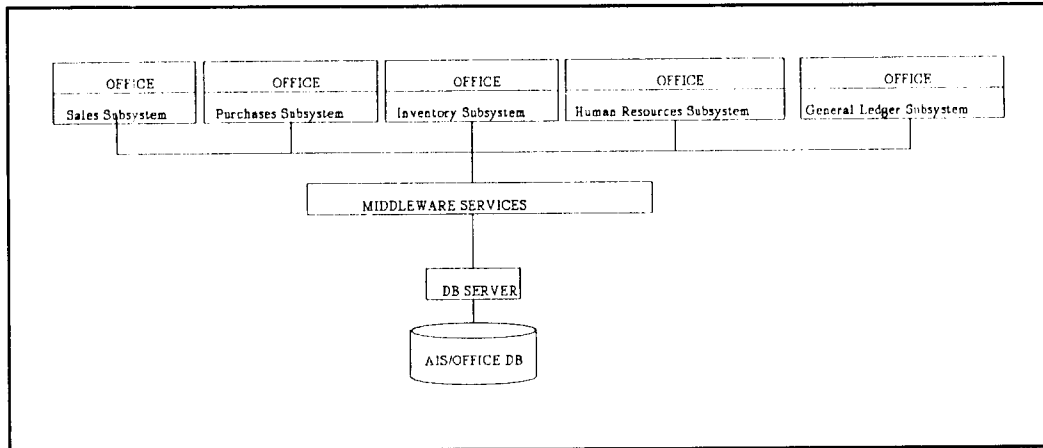 OFFICE OFFICE OFFICE OFFICE OFFICE
Sales Subsystem Purchases Subsystem Inventory Subsystem Human Resources Subsystem General Ledger Subsystem
MIDDLEWARE SERVICES
DB SERVER
AIS/OFFICE DB